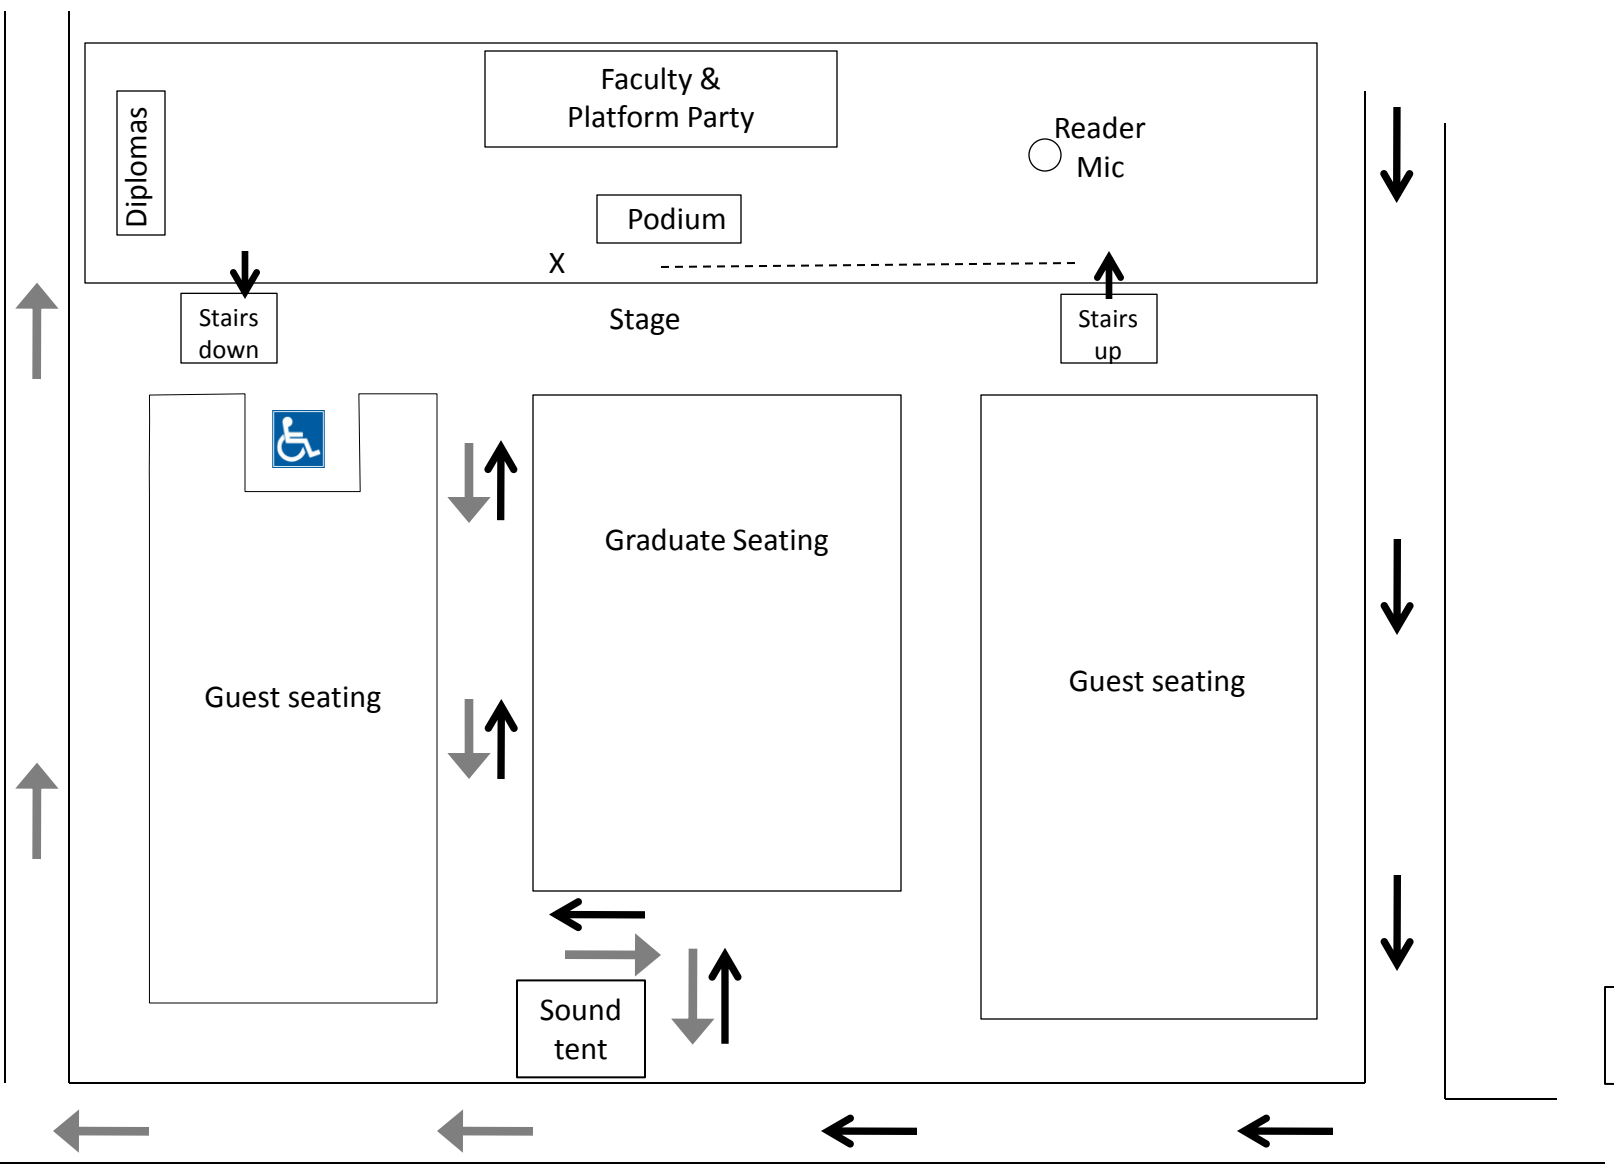 Faculty &
Platform Party
Diplomas
Reader
Mic
Podium
X
Stairs
down
Stage
Stairs
up
Graduate Seating
Guest seating
Guest seating
Sound
tent